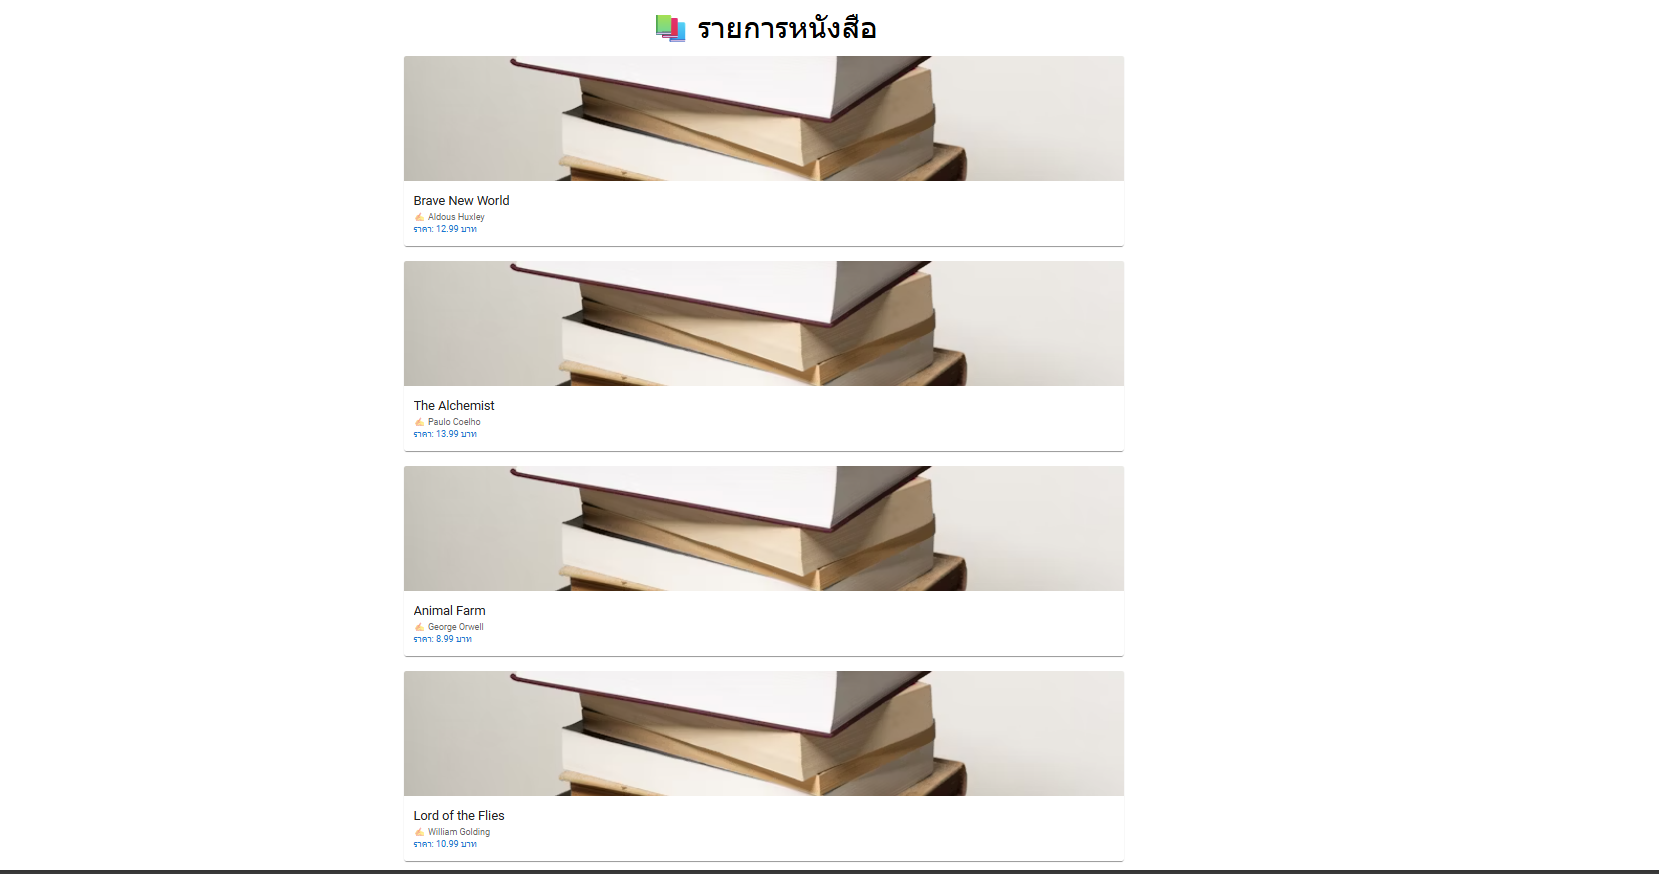 📚 รายการหนังสือ
Brave New World
✍🏻 Aldous Huxley
ราคา: 12.99 บาท
The Alchemist
✍🏻 Paulo Coelho
ราคา: 13.99 บาท
Animal Farm
✍🏻 George Orwell
ราคา: 8.99 บาท
Lord of the Flies
✍🏻 William Golding
ราคา: 10.99 บาท